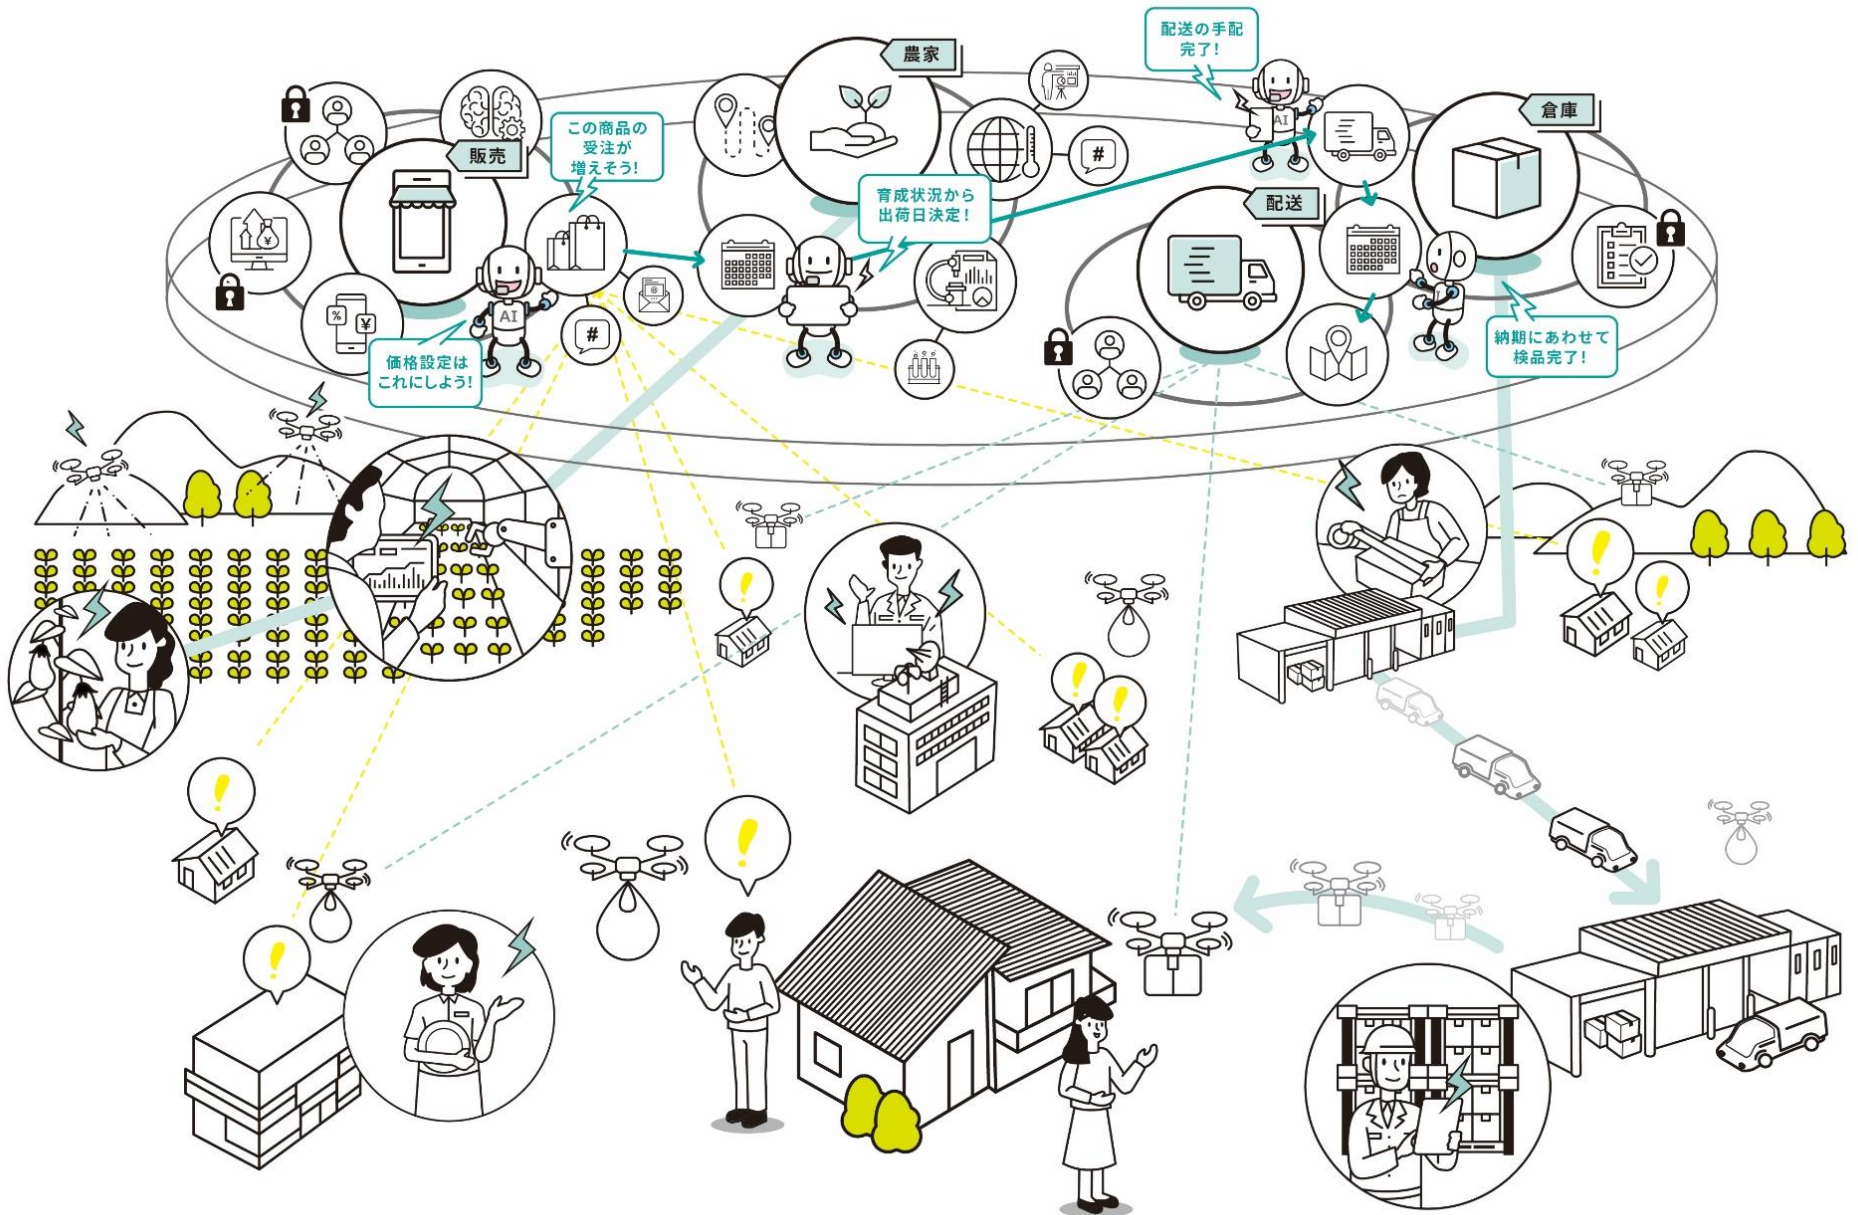 農家
配送の手配
完了!
倉庫
販売
この商品の
受注が
増えそう!
AI
#
育成状況から
出荷日決定!
配送
¥
%
¥
AI
#
価格設定は
これにしよう!
納期にあわせて
検品完了!
!
!
!
!
!
!
!
!